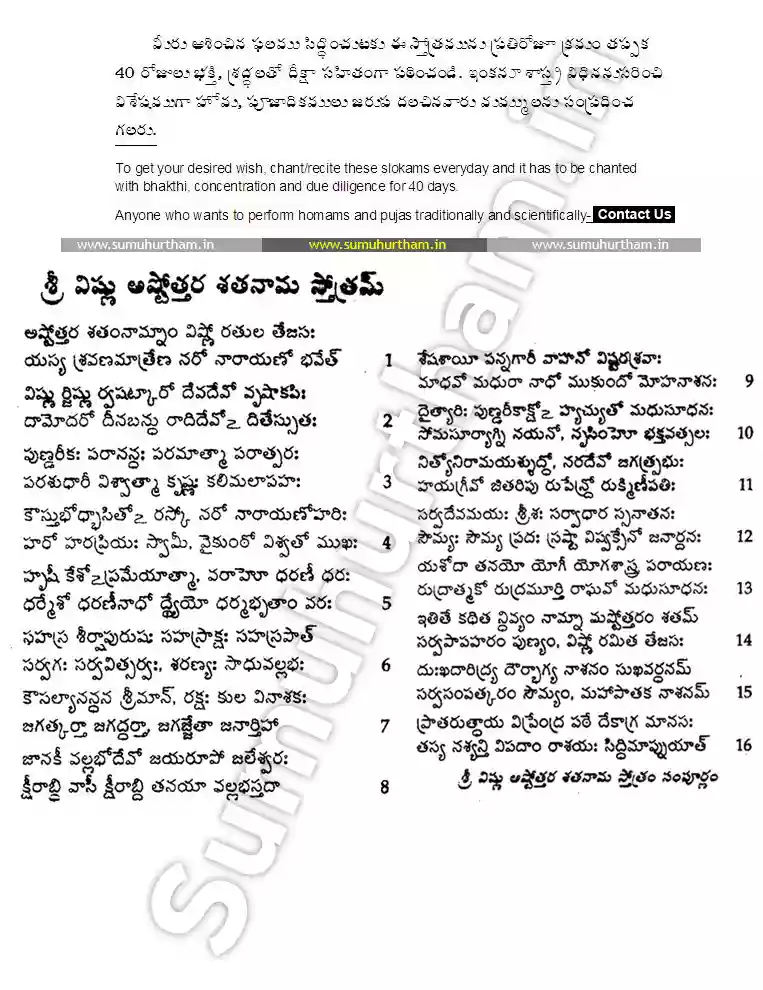 మీరు ఆశించిన ఫలము సిద్ధించుటకు ఈ స్తోత్రమును ప్రతిరోజూ క్రమం తప్పక
40 రోజులు భక్తి, శ్రద్ధలతో దీక్షా సహితంగా పఠించండి. ఇంకనూ శాస్త్ర విధిననుసరించి
విశేషముగా హోమ, పూజాదికములు జరుప దలచినవారు మమ్ములను సంప్రదించ
గలరు.
To get your desired wish, chant/recite these slokams everyday and it has to be chanted
with bhakthi, concentration and due diligence for 40 days.
Anyone who wants to perform homams and pujas traditionally and scientifically- Contact Us
www.sumuhurtham.in www.sumuhurtham.in www.sumuhurtham.in
శ్రీ విష్ణు అష్టోత్తర శతనామ స్తోత్రమ్
అష్టోత్తర శతంనామ్నాం విష్ణో రతుల తేజసః
యస్య శ్రవణమాత్రేణ నరో నారాయణో భవేత్ 1
విష్ణు ర్జిష్ణు ర్వషట్కారో దేవదేవో వృషాకపిః
దామోదరో దీనబన్ధు రాదిదేవోఽ దితేస్సుతః 2
పుణ్డరీకః పరానన్దః పరమాత్మా పరాత్పరః
పరశుధారీ విశ్వాత్మా కృష్ణః కలిమలాపహః 3
కౌస్తుభోద్భాసితోఽ రస్కో నరో నారాయణోహరిః
హరో హరప్రియః స్వామీ, వైకుంఠో విశ్వతో ముఖః 4
హృషీ కేశోఽప్రమేయాత్మా, వరాహో ధరణీ ధరః
ధర్మేశో ధరణీనాథో ద్ధ్యేయో ధర్మభృతాం వరః 5
సహస్ర శీర్షాపురుషః సహస్రాక్షః సహస్రపాత్
సర్వగః సర్వవిత్సర్వః, శరణ్యః సాధువల్లభః 6
కౌసల్యానన్దన శ్రీమాన్, రక్షః కుల వినాశకః
జగత్కర్తా జగద్ధర్తా, జగజ్జేతా జనార్తిహా 7
జానకీ వల్లభోదేవో జయరూపో జలేశ్వరః
క్షీరాబ్ధి వాసీ క్షీరాబ్ధి తనయా వల్లభస్తదా 8
శేషశాయీ పన్నగారీ వాహనో విష్టరశ్రవాః
మాధవో మధురా నాథో ముకుందో మోహనాశనః 9
దైత్యారిః పుణ్డరీకాక్షోఽ హ్యచ్యుతో మధుసూధనః
సోమసూర్యాగ్ని నయనో, నృసింహో భక్తవత్సలః 10
నిత్యోనిరామయశ్శుద్ధో, నరదేవో జగత్ప్రభుః
హయగ్రీవో జితరిపు రుపేన్ద్రో రుక్మిణీపతిః 11
సర్వదేవమయః శ్రీశః సర్వాధార స్సనాతనః
సౌమ్యః సౌమ్య ప్రదః స్రష్టా విష్వక్సేనో జనార్దనః 12
యశోదా తనయో యోగీ యోగశాస్త్ర పరాయణః
రుద్రాత్మకో రుద్రమూర్తి రాఘవో మధుసూధనః 13
ఇతితే కథిత న్దివ్యం నామ్నా మష్టోత్తరం శతమ్
సర్వపాపహరం పుణ్యం, విష్ణో రమిత తేజసః 14
దుఃఖదారిద్ర్య దౌర్భాగ్య నాశనం సుఖవర్ధనమ్
సర్వసంపత్కరం సౌమ్యం, మహాపాతక నాశనమ్ 15
ప్రాతరుత్థాయ విప్రేంద్ర పఠే దేకాగ్ర మానసః
తస్య నశ్యన్తి విపదాం రాశయః సిద్ధిమాప్నుయాత్ 16
శ్రీ విష్ణు అష్టోత్తర శతనామ స్తోత్రం సంపూర్ణం
Sumuhurtham.in